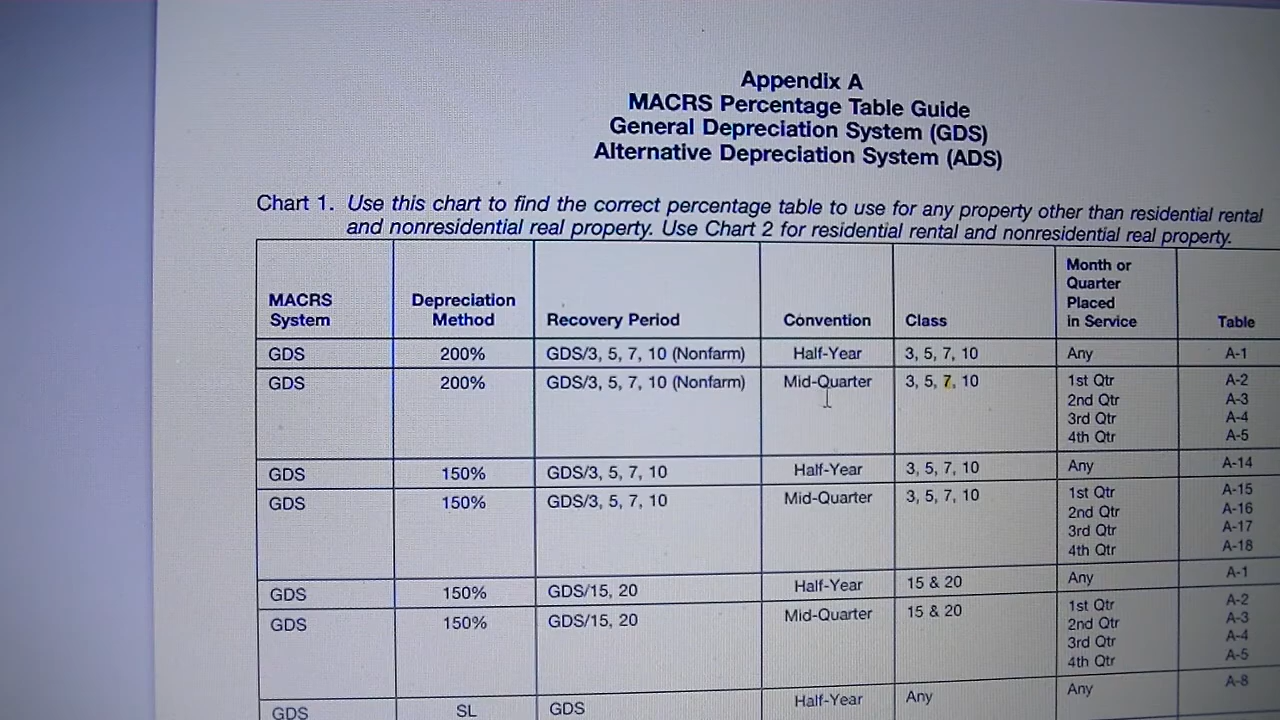 Appendix A
MACRS Percentage Table Guide
General Depreciation System (GDS)
Alternative Depreciation System (ADS)
Chart 1. Use this chart to find the correct percentage table to use for any property other than residential rental
and nonresidential real property. Use Chart 2 for residential rental and nonresidential real property.
MACRS System Depreciation Method Recovery Period Convention Class Month or Quarter Placed in Service Table
GDS 200% GDS/3, 5, 7, 10 (Nonfarm) Half-Year 3, 5, 7, 10 Any A-1
GDS 200% GDS/3, 5, 7, 10 (Nonfarm) Mid-Quarter 3, 5, 7, 10 1st Qtr A-2
2nd Qtr A-3
3rd Qtr A-4
4th Qtr A-5
GDS 150% GDS/3, 5, 7, 10 Half-Year 3, 5, 7, 10 Any A-14
GDS 150% GDS/3, 5, 7, 10 Mid-Quarter 3, 5, 7, 10 1st Qtr A-15
2nd Qtr A-16
3rd Qtr A-17
4th Qtr A-18
GDS 150% GDS/15, 20 Half-Year 15 & 20 Any A-1
GDS 150% GDS/15, 20 Mid-Quarter 15 & 20 1st Qtr A-2
2nd Qtr A-3
3rd Qtr A-4
4th Qtr A-5
GDS SL GDS Half-Year Any Any A-8